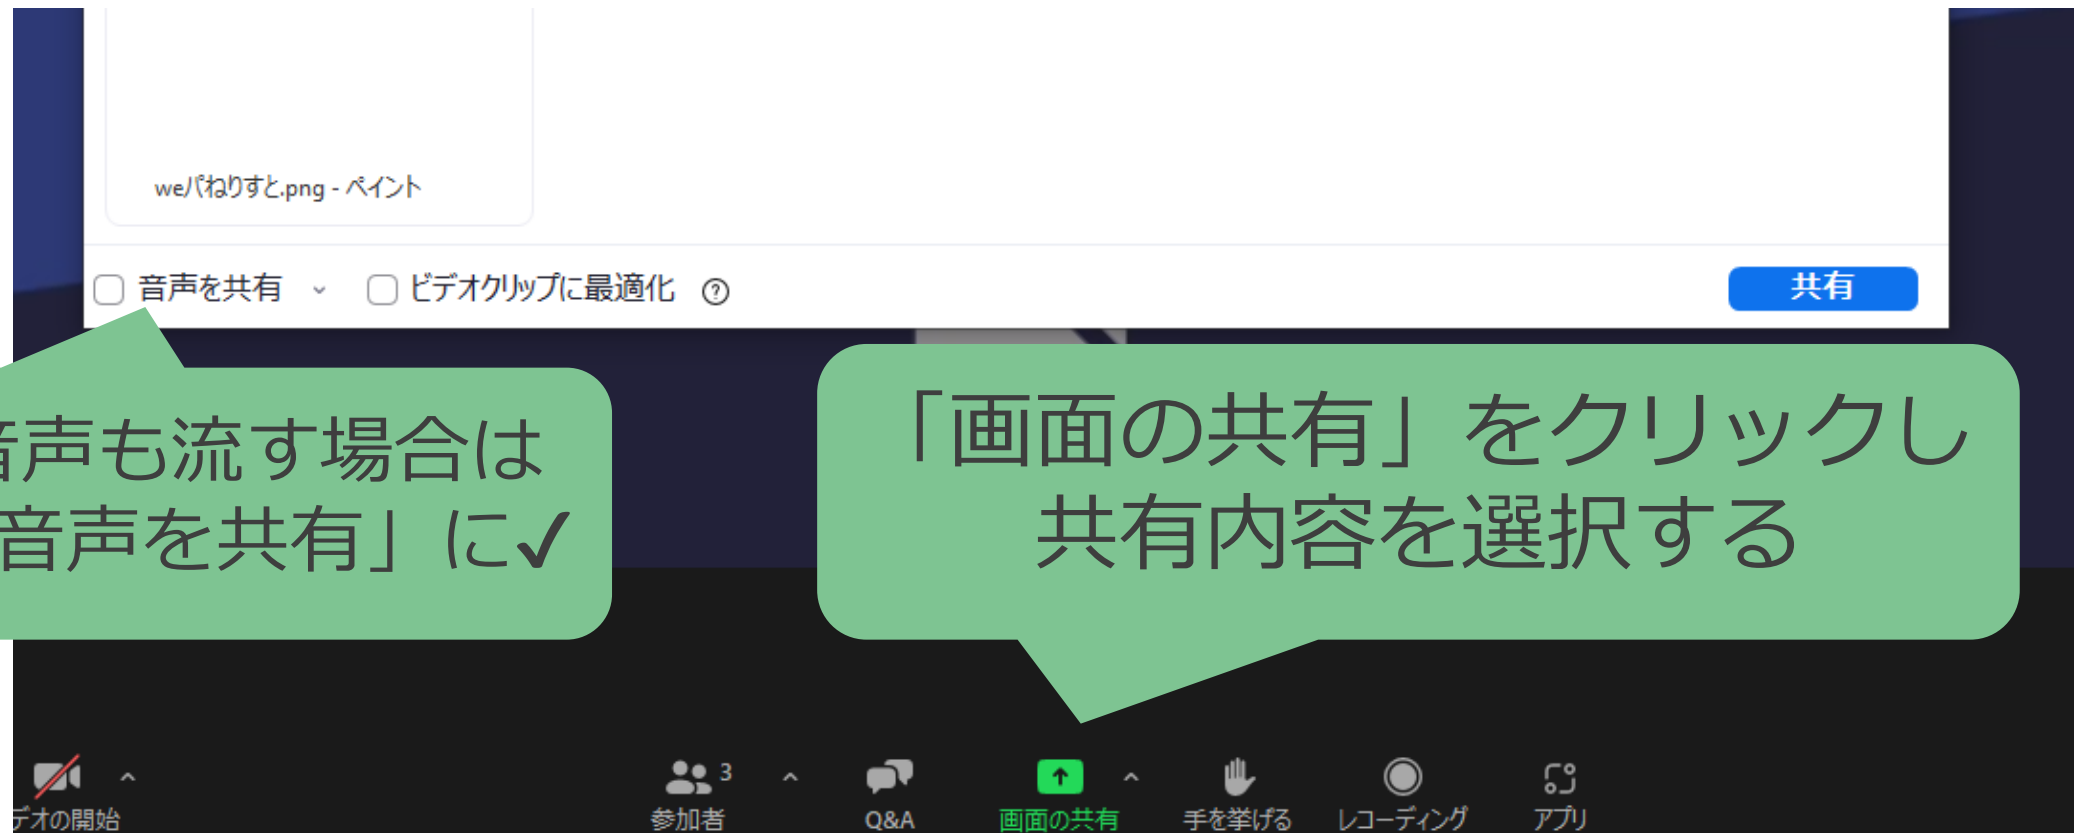 weパねりすと.png - ペイント
音声を共有
ビデオクリップに最適化
共有
音声も流す場合は
音声を共有」に✓
「画面の共有」をクリックし
共有内容を選択する
デオの開始
3
参加者
Q&A
画面の共有
手を挙げる
レコーディング
アプリ